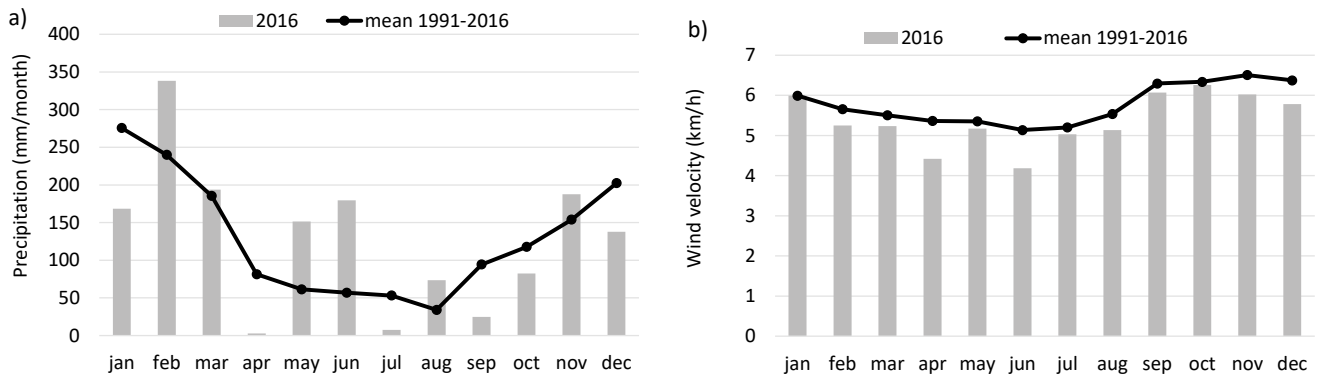 a)
2016 mean 1991-2016
Precipitation (mm/month)
400
350
300
250
200
150
100
50
0
jan feb mar apr may jun jul aug sep oct nov dec
b)
2016 mean 1991-2016
Wind velocity (km/h)
7
6
5
4
3
2
1
0
jan feb mar apr may jun jul aug sep oct nov dec